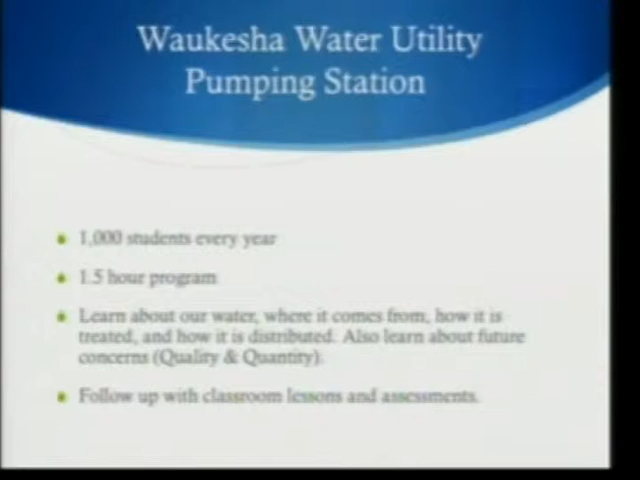 Waukesha Water Utility
Pumping Station
1,000 students every year
1.5 hour program
Learn about our water, where it comes from, how it is
treated, and how it is distributed. Also learn about future
concerns (Quality & Quantity).
Follow up with classroom lessons and assessments.